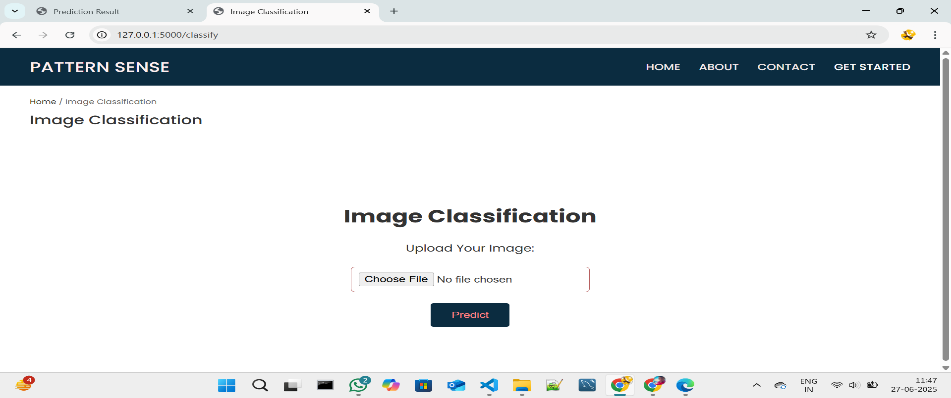 Prediction Result
Image Classification
127.0.0.1:5000/classify
PATTERN SENSE
HOME ABOUT CONTACT GET STARTED
Home / Image Classification
Image Classification
Image Classification
Upload Your Image:
Choose File No file chosen
Predict
4
2
ENG
IN
11:47
27-06-2025